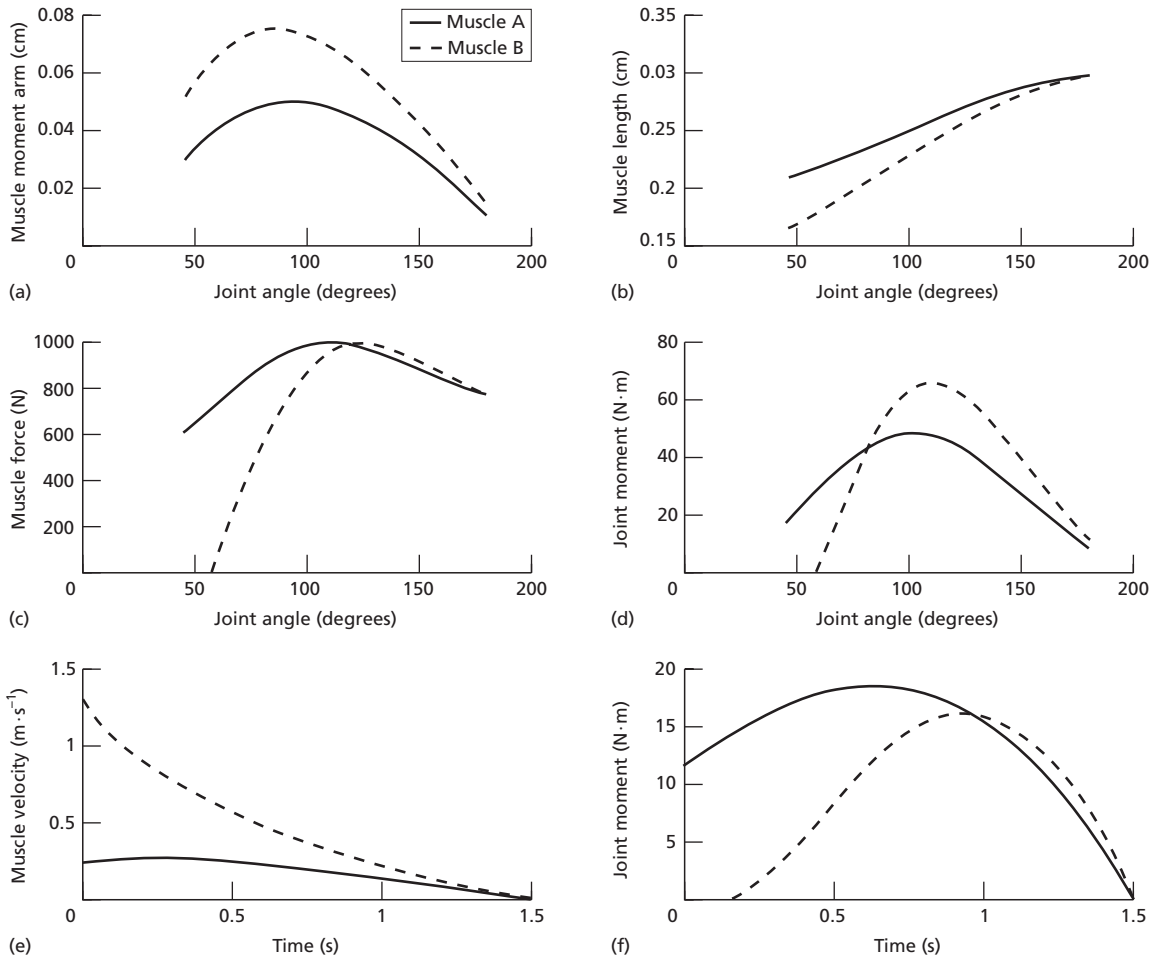 0.08
0.06
0.04
0.02
0
50
100
150
200
Muscle moment arm (cm)
Joint angle (degrees)
(a)
Muscle A
Muscle B
0.35
0.03
0.25
0.2
0.15
0
50
100
150
200
Muscle length (cm)
Joint angle (degrees)
(b)
1000
800
600
400
200
0
50
100
150
200
Muscle force (N)
Joint angle (degrees)
(c)
80
60
40
20
0
50
100
150
200
Joint moment (N·m)
Joint angle (degrees)
(d)
1.5
1
0.5
0
0.5
1
1.5
Muscle velocity (m·s⁻¹)
Time (s)
(e)
20
15
10
5
0
0.5
1
1.5
Joint moment (N·m)
Time (s)
(f)